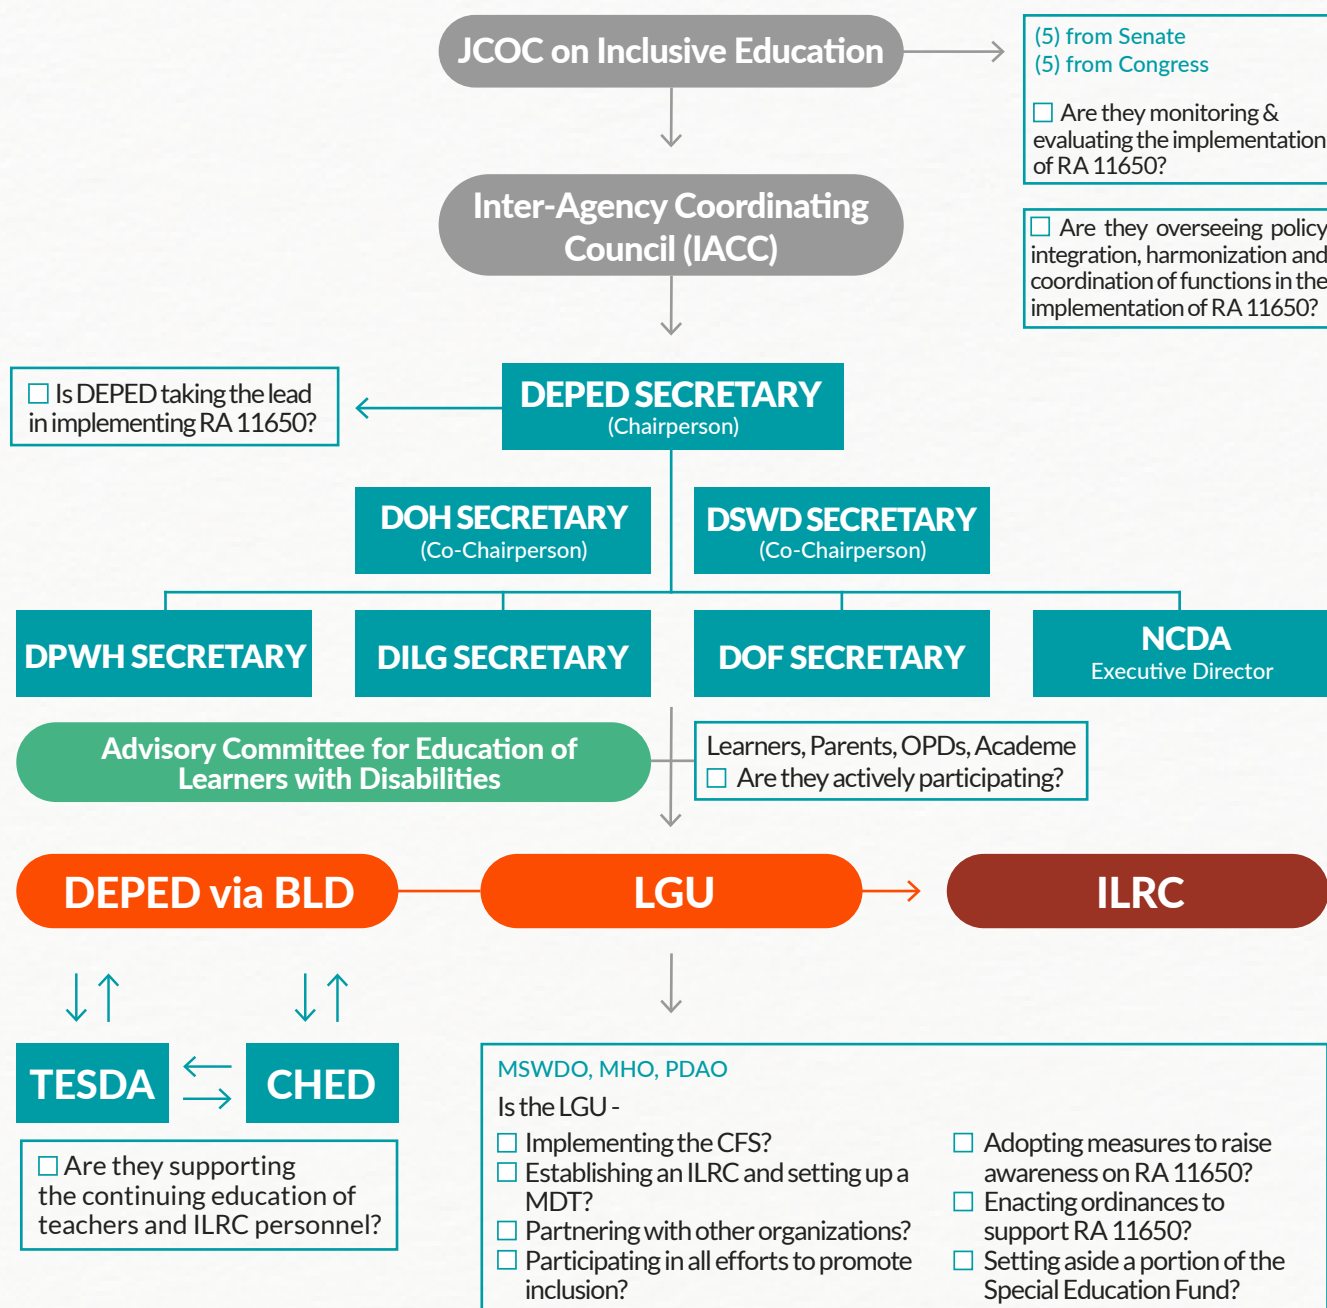 JCOC on Inclusive Education
(5) from Senate
(5) from Congress
☐ Are they monitoring &
evaluating the implementation
of RA 11650?
Inter-Agency Coordinating
Council (IACC)
☐ Are they overseeing policy
integration, harmonization and
coordination of functions in the
implementation of RA 11650?
☐ Is DEPED taking the lead
in implementing RA 11650?
DEPED SECRETARY
(Chairperson)
DOH SECRETARY
(Co-Chairperson)
DSWD SECRETARY
(Co-Chairperson)
DPWH SECRETARY
DILG SECRETARY
DOF SECRETARY
NCDA
Executive Director
Advisory Committee for Education of
Learners with Disabilities
Learners, Parents, OPDs, Academe
☐ Are they actively participating?
DEPED via BLD
LGU
ILRC
TESDA
CHED
☐ Are they supporting
the continuing education of
teachers and ILRC personnel?
MSWDO, MHO, PDAO
Is the LGU -
☐ Implementing the CFS?
☐ Establishing an ILRC and setting up a
MDT?
☐ Partnering with other organizations?
☐ Participating in all efforts to promote
inclusion?
☐ Adopting measures to raise
awareness on RA 11650?
☐ Enacting ordinances to
support RA 11650?
☐ Setting aside a portion of the
Special Education Fund?